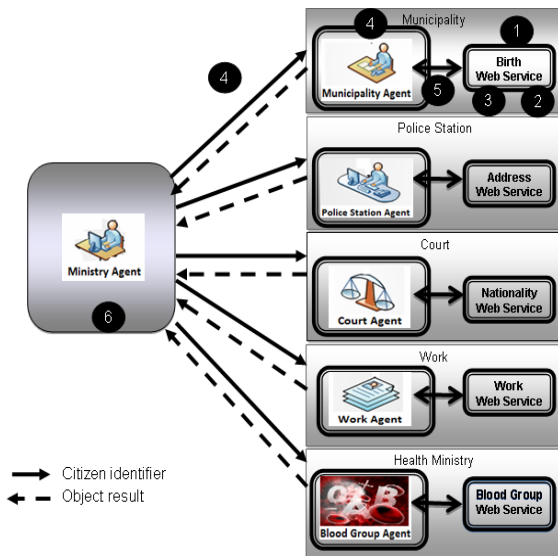 Municipality
4
1
4
Municipality Agent
5
Birth
Web Service
3
2
Police Station
Police Station Agent
Address
Web Service
Ministry Agent
6
Court
Court Agent
Nationality
Web Service
Work
Work Agent
Work
Web Service
Health Ministry
Blood Group Agent
Blood Group
Web Service
Citizen identifier
Object result